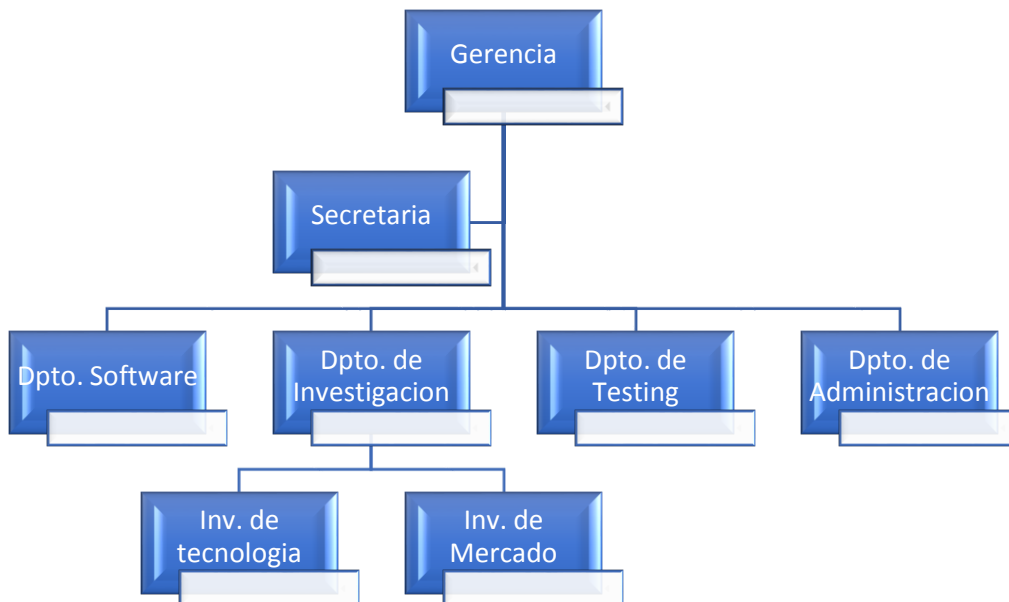 Gerencia
Secretaria
Dpto. Software
Dpto. de
Investigacion
Dpto. de
Testing
Dpto. de
Administracion
Inv. de
tecnologia
Inv. de
Mercado